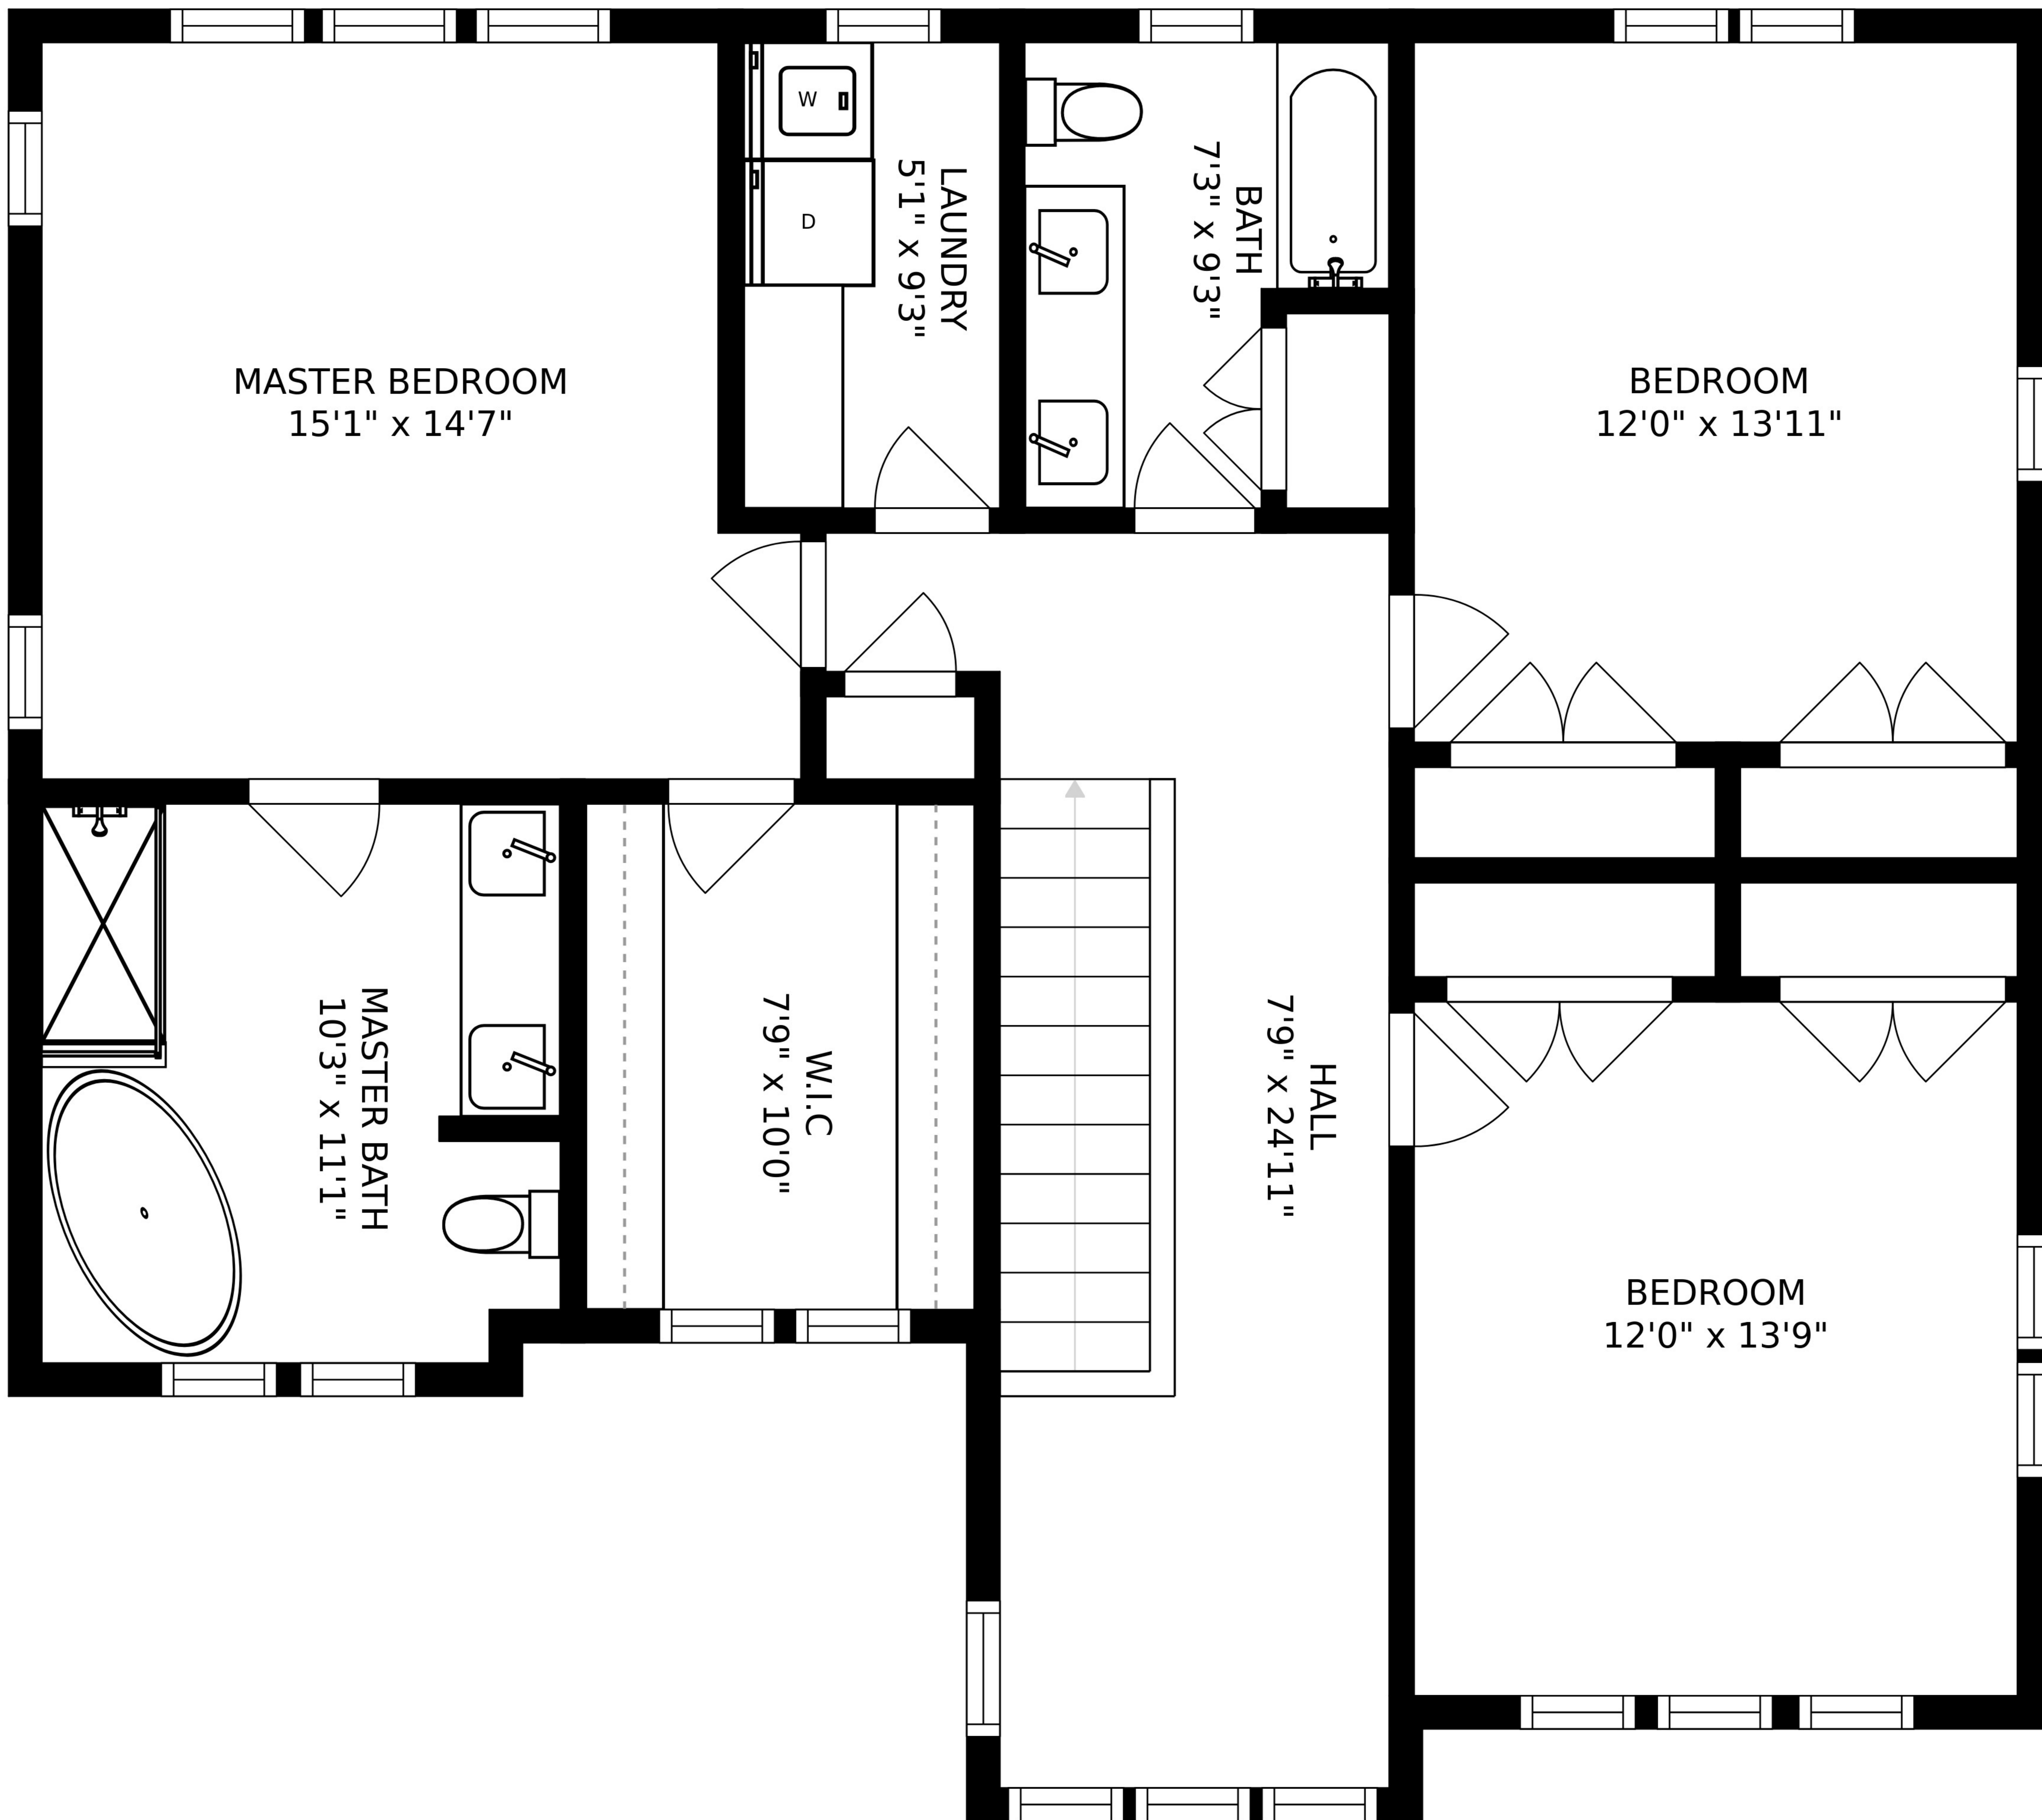 W
D
LAUNDRY
5'1" x 9'3"
BATH
7'3" x 9'3"
MASTER BEDROOM
15'1" x 14'7"
BEDROOM
12'0" x 13'11"
MASTER BATH
10'3" x 11'1"
W.I.C
7'9" x 10'0"
HALL
7'9" x 24'11"
BEDROOM
12'0" x 13'9"